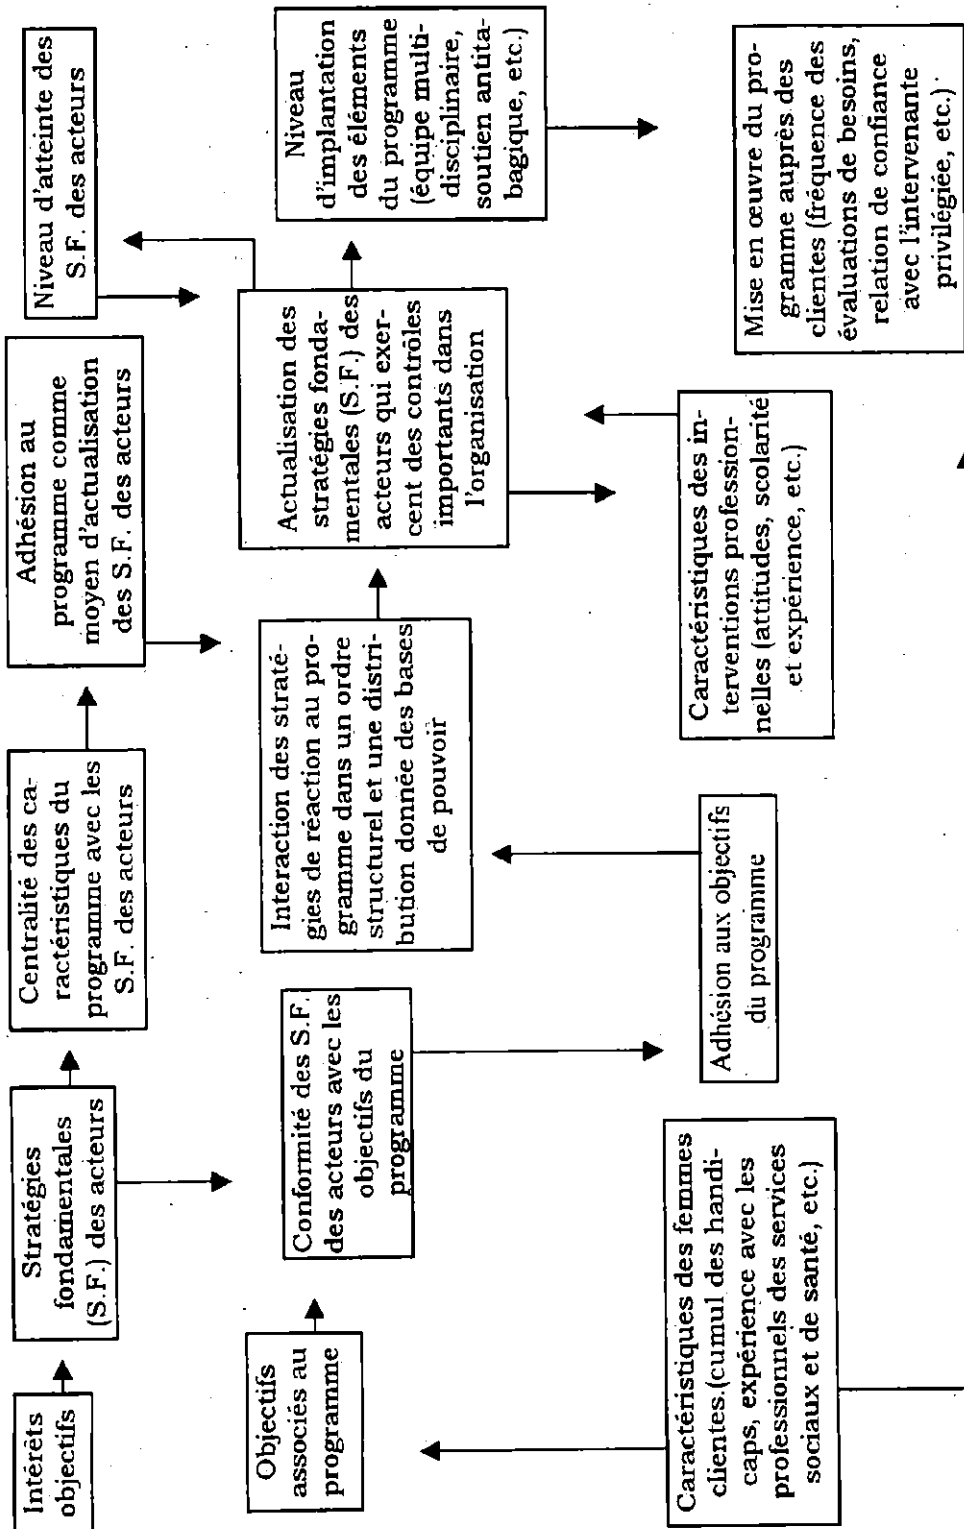 Intérêts
objectifs
Stratégies
fondamentales
(S.F.) des acteurs
Centralité des ca-
ractéristiques du
programme avec les
S.F. des acteurs
Adhésion au
programme comme
moyen d'actualisation
des S.F. des acteurs
Niveau d'atteinte des
S.F. des acteurs
Objectifs
associés au
programme
Conformité des S.F.
des acteurs avec les
objectifs du
programme
Interaction des straté-
gies de réaction au pro-
gramme dans un ordre
structurel et une distri-
bution donnée des bases
de pouvoir
Actualisation des
stratégies fonda-
mentales (S.F.) des
acteurs qui exer-
cent des contrôles
importants dans
l'organisation
Niveau
d'implantation
des éléments
du programme
(équipe multi-
disciplinaire,
soutien antita-
bagique, etc.)
Caractéristiques des femmes
clientes.(cumul des handi-
caps, expérience avec les
professionnels des services
sociaux et de santé, etc.)
Adhésion aux objectifs
du programme
Caractéristiques des in-
terventions profession-
nelles (attitudes, scolarité
et expérience, etc.)
Mise en œuvre du pro-
gramme auprès des
clientes (fréquence des
évaluations de besoins,
relation de confiance
avec l'intervenante
privilégiée, etc.)